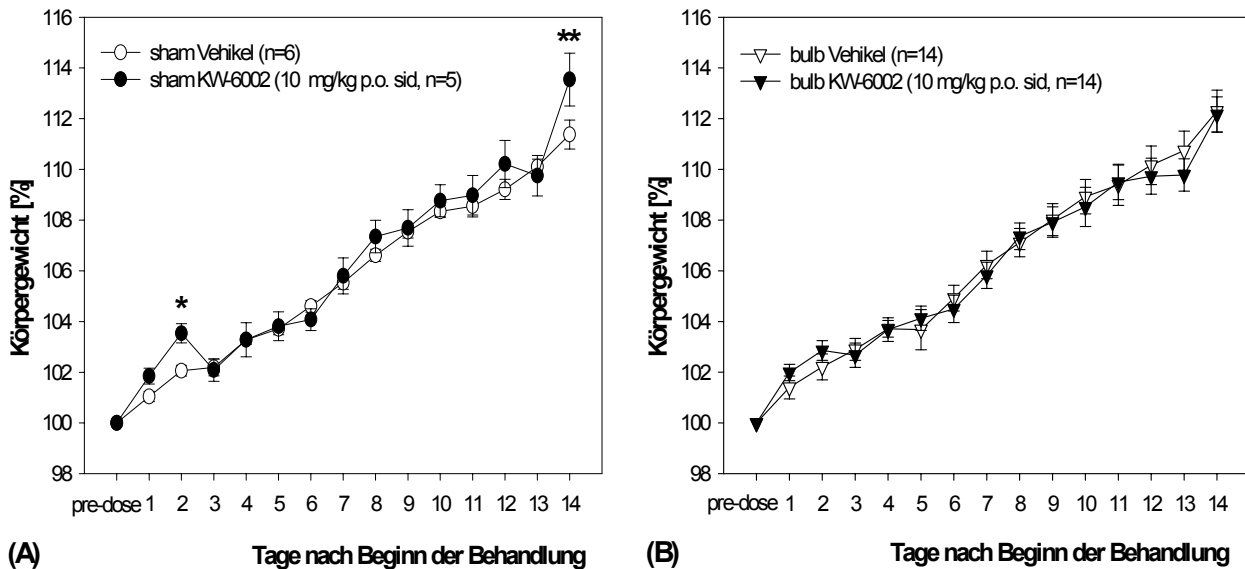 116
114
112
110
108
106
104
102
100
98
Körpergewicht [%]
sham Vehikel (n=6)
sham KW-6002 (10 mg/kg p.o. sid, n=5)
*
**
pre-dose 1 2 3 4 5 6 7 8 9 10 11 12 13 14
(A) Tage nach Beginn der Behandlung
116
114
112
110
108
106
104
102
100
98
Körpergewicht [%]
bulb Vehikel (n=14)
bulb KW-6002 (10 mg/kg p.o. sid, n=14)
pre-dose 1 2 3 4 5 6 7 8 9 10 11 12 13 14
(B) Tage nach Beginn der Behandlung